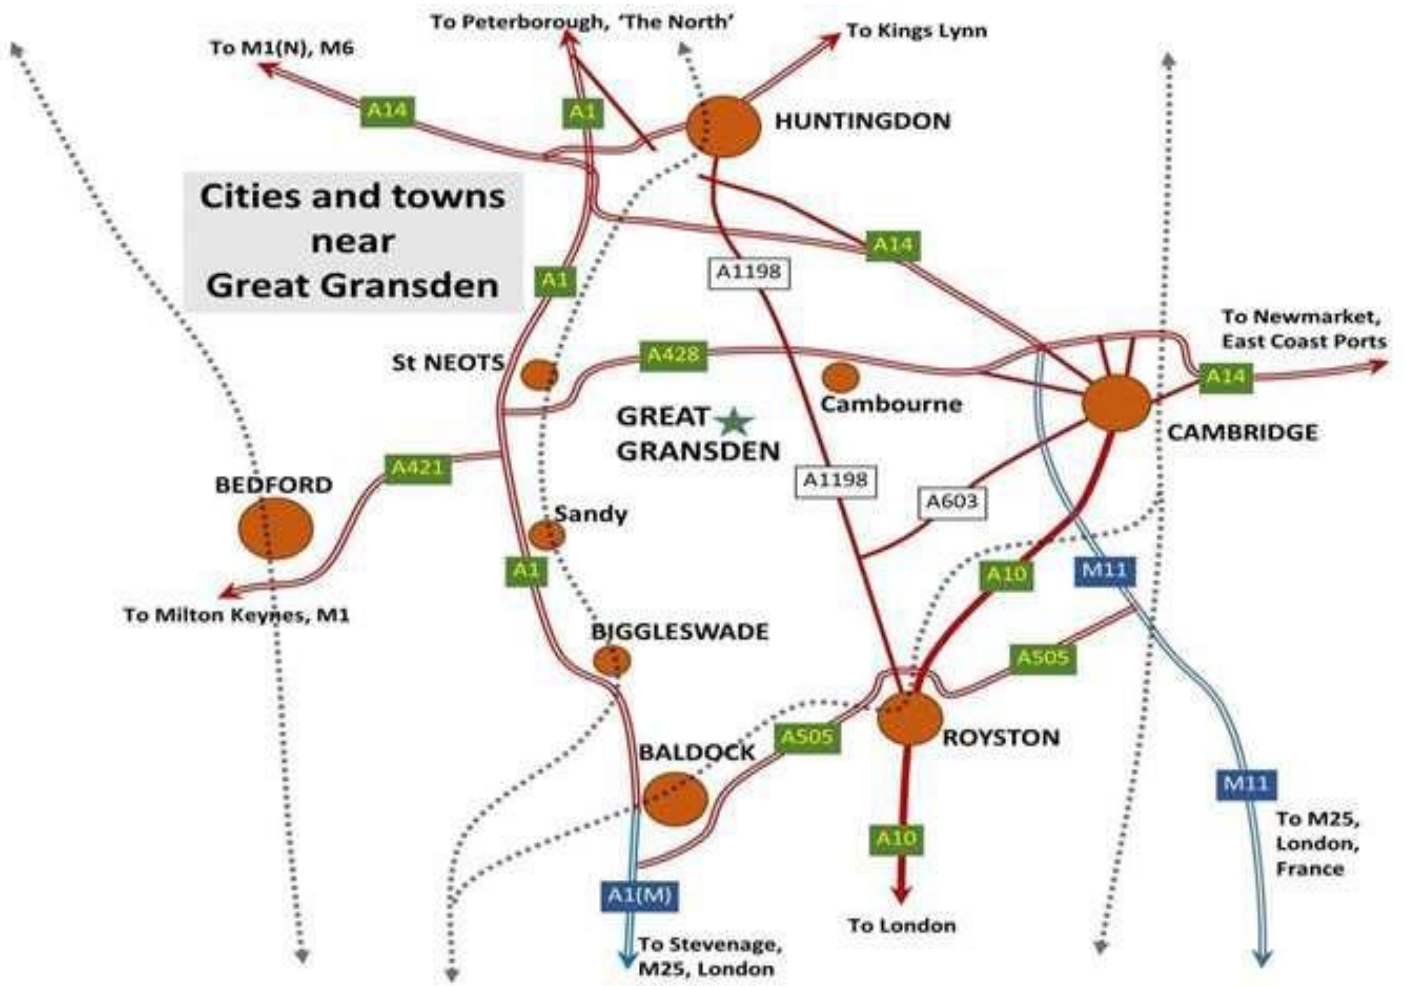 To Peterborough, ‘The North’
To Kings Lynn
To M1(N), M6
A14
A1
HUNTINGDON
Cities and towns
near
Great Gransden
A14
A1198
A1
To Newmarket,
East Coast Ports
St NEOTS
A428
A14
Cambourne
GREAT
GRANSDEN
CAMBRIDGE
A421
BEDFORD
A1198
A603
Sandy
A1
A10
M11
To Milton Keynes, M1
BIGGLESWADE
A505
A505
ROYSTON
BALDOCK
M11
To M25,
London,
France
A10
A1(M)
To London
To Stevenage,
M25, London